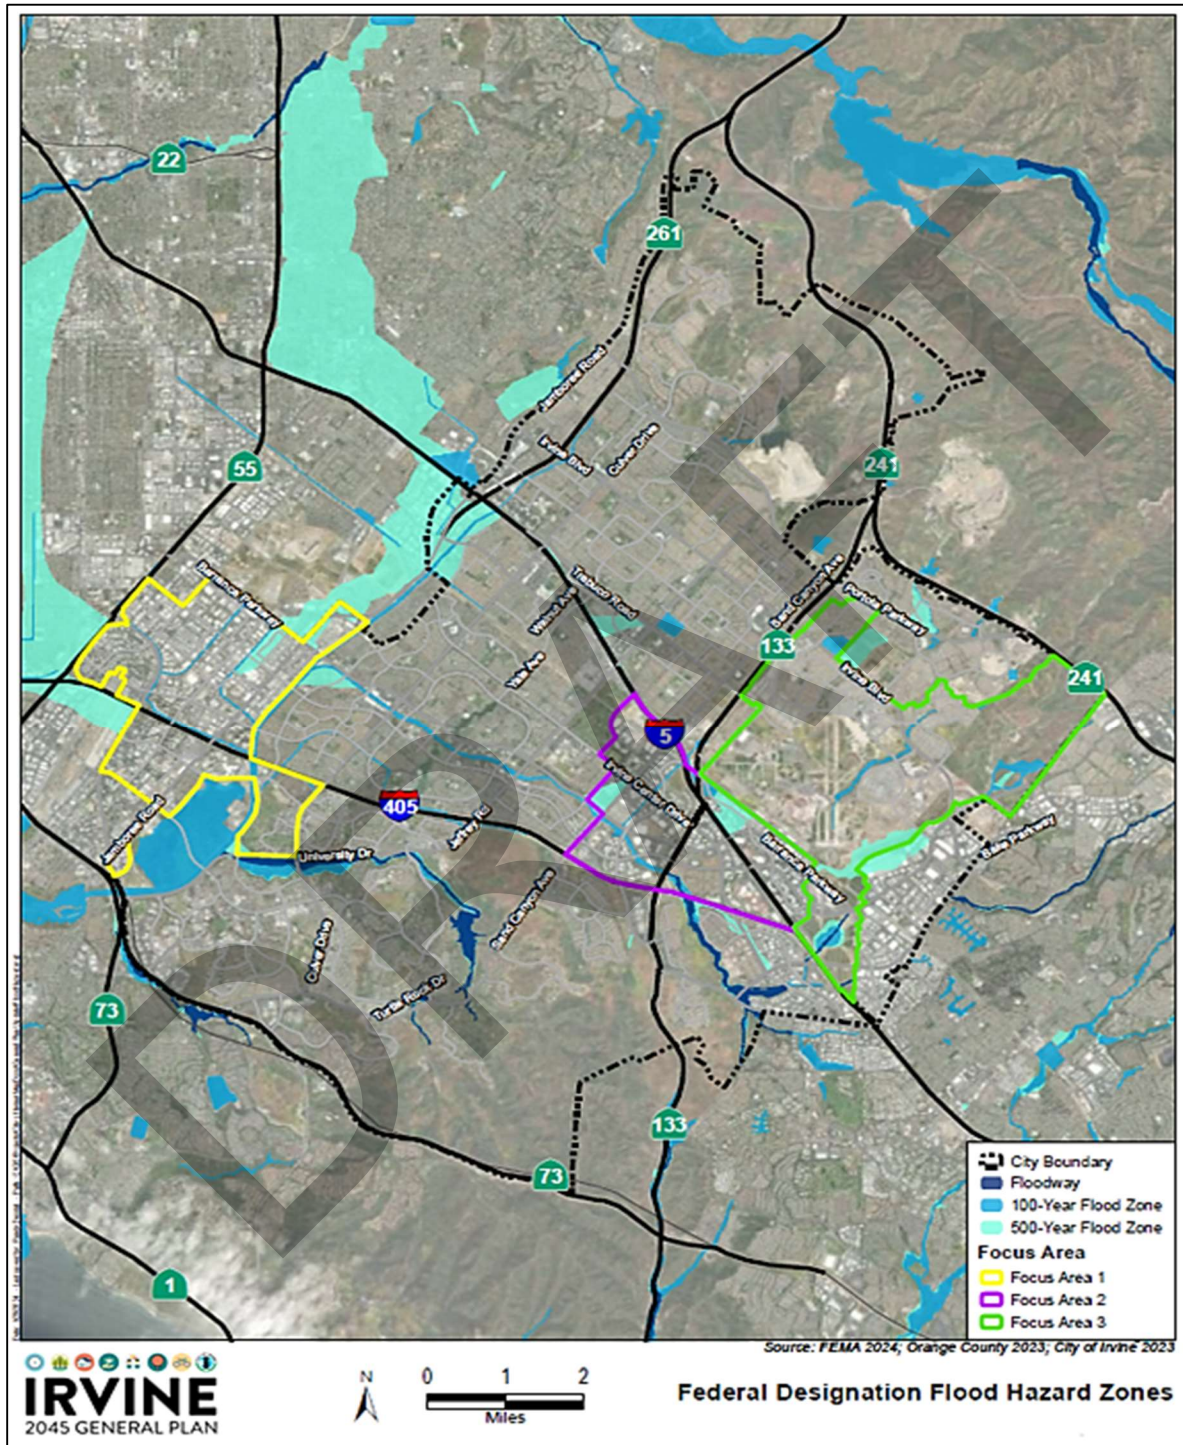 22
261
Jamboree Road
Irvine Blvd
Culver Drive
55
241
Barranca Parkway
Trabuco Road
Walnut Ave
Sand Canyon Ave
Portola Parkway
133
Yale Ave
Irvine Blvd
241
5
Irvine Center Drive
405
Jamboree Road
Jeffrey Rd
Barranca Parkway
Bake Parkway
University Dr
Sand Canyon Ave
Culver Drive
Turtle Rock Dr
73
133
73
1
DRAFT
City Boundary
Floodway
100-Year Flood Zone
500-Year Flood Zone
Focus Area
Focus Area 1
Focus Area 2
Focus Area 3
Source: FEMA 2024; Orange County 2023; City of Irvine 2023
IRVINE
2045 GENERAL PLAN
N
0 1 2
Miles
Federal Designation Flood Hazard Zones